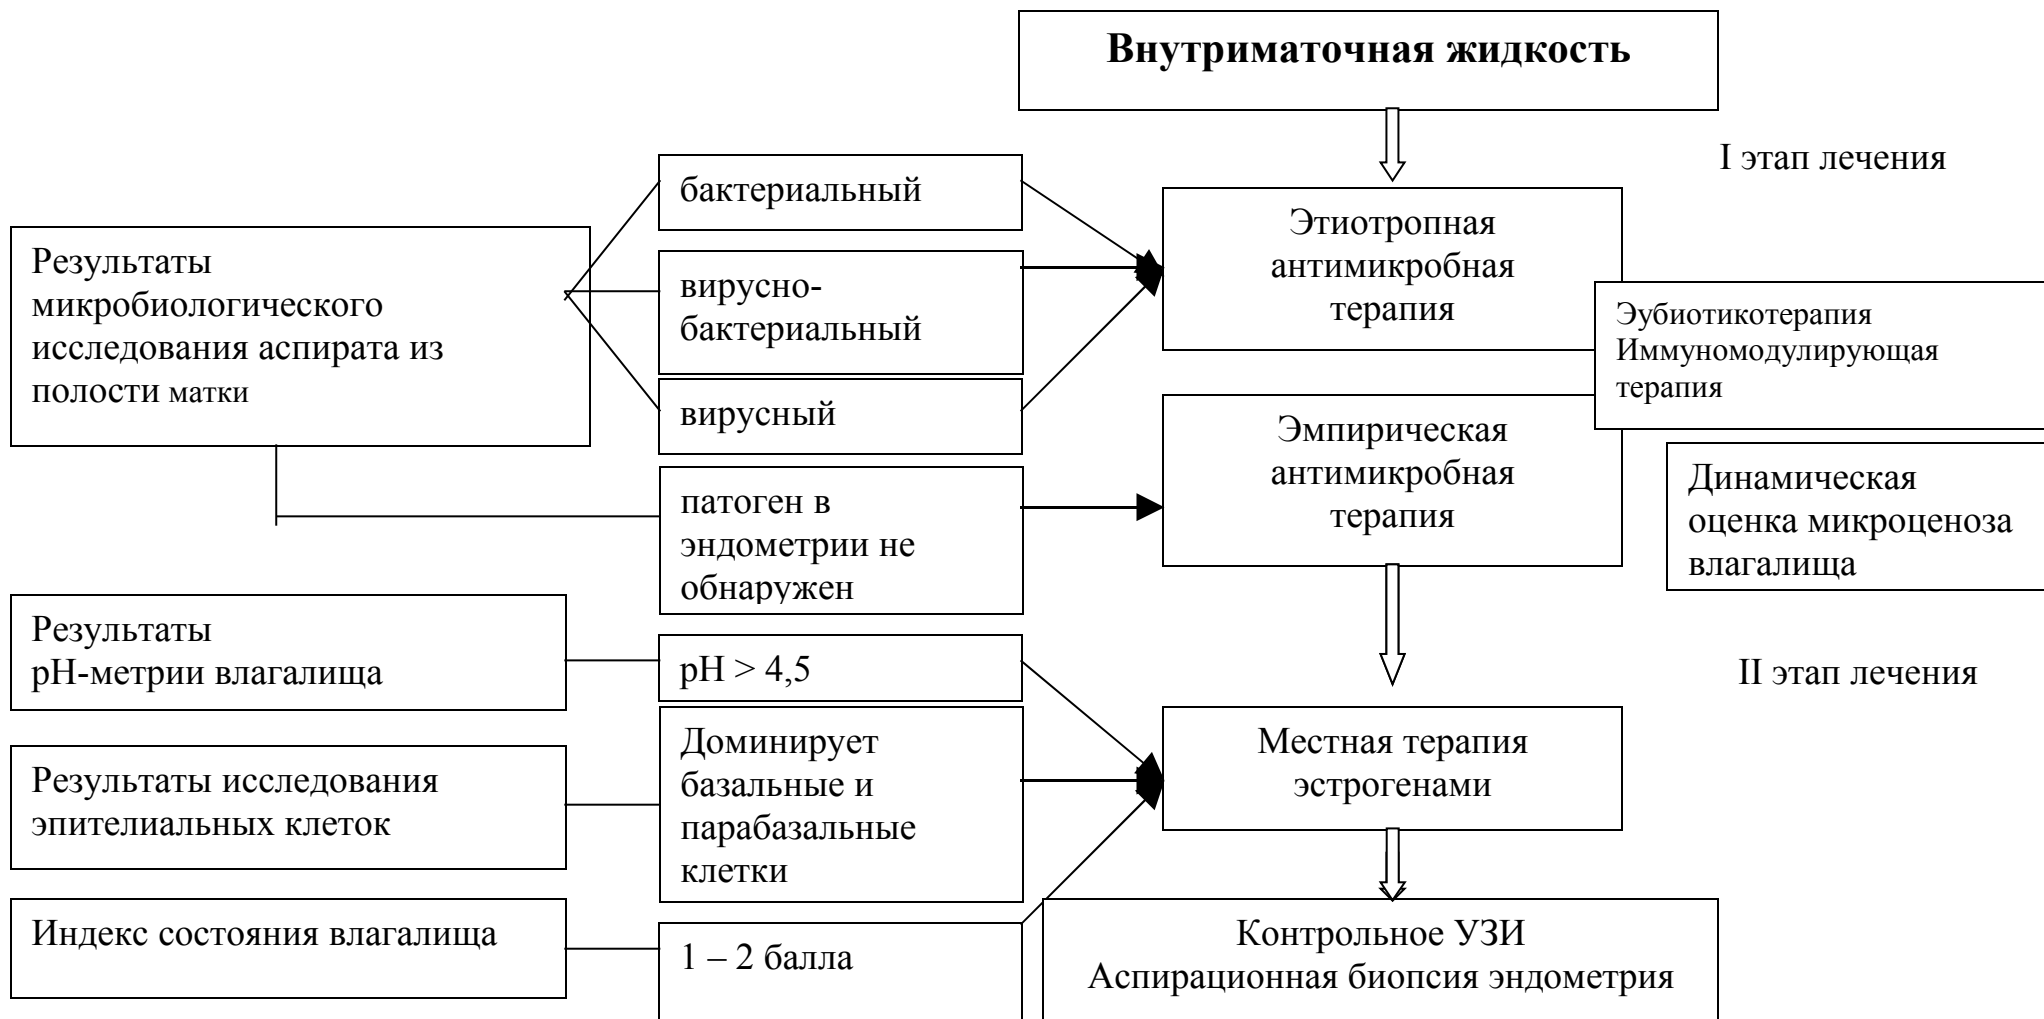 Внутриматочная жидкость
I этап лечения
бактериальный
Этиотропная
антимикробная
терапия
Результаты
микробиологического
исследования аспирата из
полости матки
вирусно-
бактериальный
Эубиотикотерапия
Иммуномодулирующая
терапия
вирусный
Эмпирическая
антимикробная
терапия
Динамическая
оценка микроценоза
влагалища
патоген в
эндометрии не
обнаружен
Результаты
pH-метрии влагалища
pH > 4,5
II этап лечения
Результаты исследования
эпителиальных клеток
Доминирует
базальные и
парабазальные
клетки
Местная терапия
эстрогенами
Индекс состояния влагалища
1 – 2 балла
Контрольное УЗИ
Аспирационная биопсия эндометрия